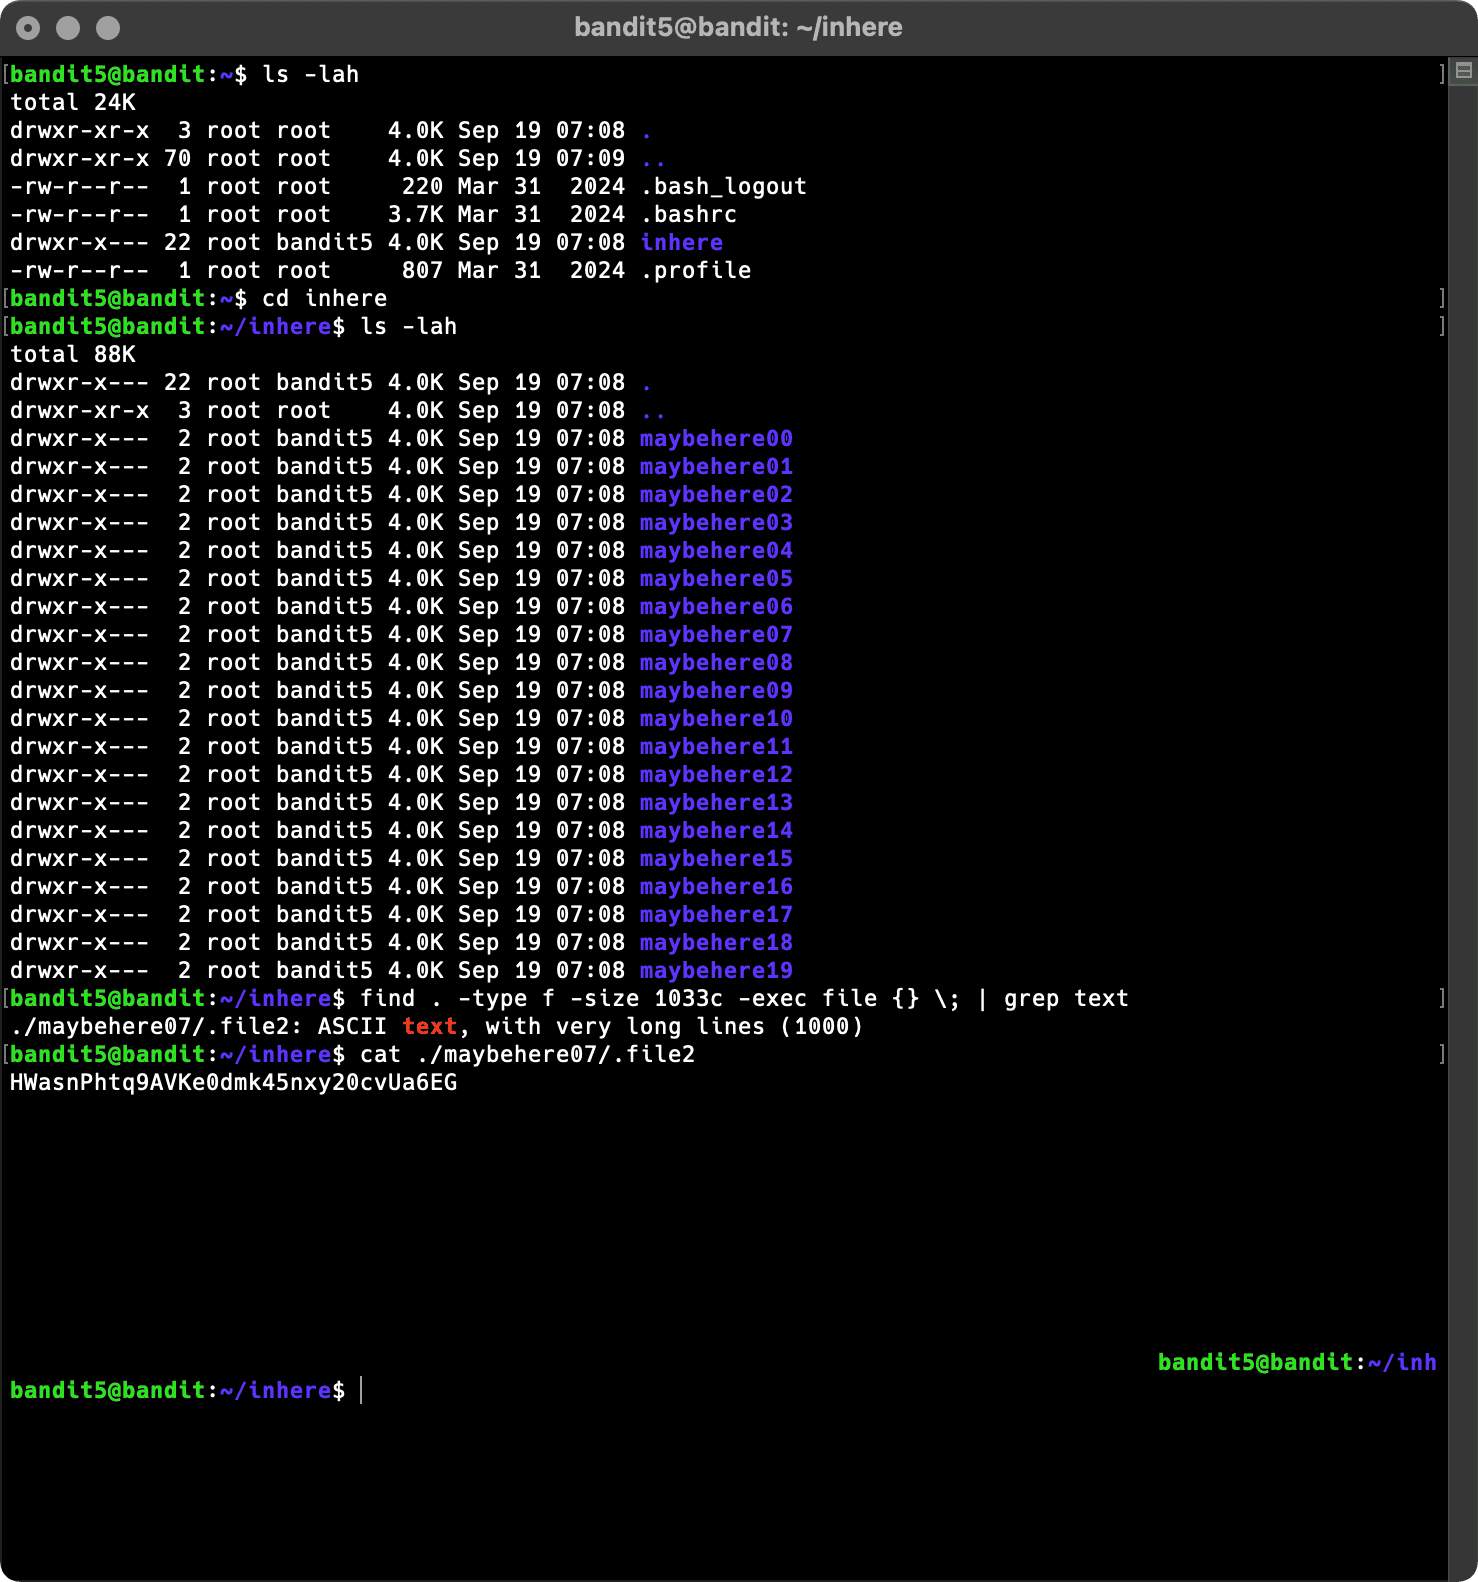 bandit5@bandit: ~/inhere
[bandit5@bandit:~$ ls -lah ]
total 24K
drwxr-xr-x  3 root root    4.0K Sep 19 07:08 .
drwxr-xr-x 70 root root    4.0K Sep 19 07:09 ..
-rw-r--r--  1 root root     220 Mar 31  2024 .bash_logout
-rw-r--r--  1 root root    3.7K Mar 31  2024 .bashrc
drwxr-x--- 22 root bandit5 4.0K Sep 19 07:08 inhere
-rw-r--r--  1 root root     807 Mar 31  2024 .profile
[bandit5@bandit:~$ cd inhere ]
[bandit5@bandit:~/inhere$ ls -lah ]
total 88K
drwxr-x--- 22 root bandit5 4.0K Sep 19 07:08 .
drwxr-xr-x  3 root root    4.0K Sep 19 07:08 ..
drwxr-x---  2 root bandit5 4.0K Sep 19 07:08 maybehere00
drwxr-x---  2 root bandit5 4.0K Sep 19 07:08 maybehere01
drwxr-x---  2 root bandit5 4.0K Sep 19 07:08 maybehere02
drwxr-x---  2 root bandit5 4.0K Sep 19 07:08 maybehere03
drwxr-x---  2 root bandit5 4.0K Sep 19 07:08 maybehere04
drwxr-x---  2 root bandit5 4.0K Sep 19 07:08 maybehere05
drwxr-x---  2 root bandit5 4.0K Sep 19 07:08 maybehere06
drwxr-x---  2 root bandit5 4.0K Sep 19 07:08 maybehere07
drwxr-x---  2 root bandit5 4.0K Sep 19 07:08 maybehere08
drwxr-x---  2 root bandit5 4.0K Sep 19 07:08 maybehere09
drwxr-x---  2 root bandit5 4.0K Sep 19 07:08 maybehere10
drwxr-x---  2 root bandit5 4.0K Sep 19 07:08 maybehere11
drwxr-x---  2 root bandit5 4.0K Sep 19 07:08 maybehere12
drwxr-x---  2 root bandit5 4.0K Sep 19 07:08 maybehere13
drwxr-x---  2 root bandit5 4.0K Sep 19 07:08 maybehere14
drwxr-x---  2 root bandit5 4.0K Sep 19 07:08 maybehere15
drwxr-x---  2 root bandit5 4.0K Sep 19 07:08 maybehere16
drwxr-x---  2 root bandit5 4.0K Sep 19 07:08 maybehere17
drwxr-x---  2 root bandit5 4.0K Sep 19 07:08 maybehere18
drwxr-x---  2 root bandit5 4.0K Sep 19 07:08 maybehere19
[bandit5@bandit:~/inhere$ find . -type f -size 1033c -exec file {} \; | grep text ]
./maybehere07/.file2: ASCII text, with very long lines (1000)
[bandit5@bandit:~/inhere$ cat ./maybehere07/.file2 ]
HWasnPhtq9AVKe0dmk45nxy20cvUa6EG
bandit5@bandit:~/inh
bandit5@bandit:~/inhere$